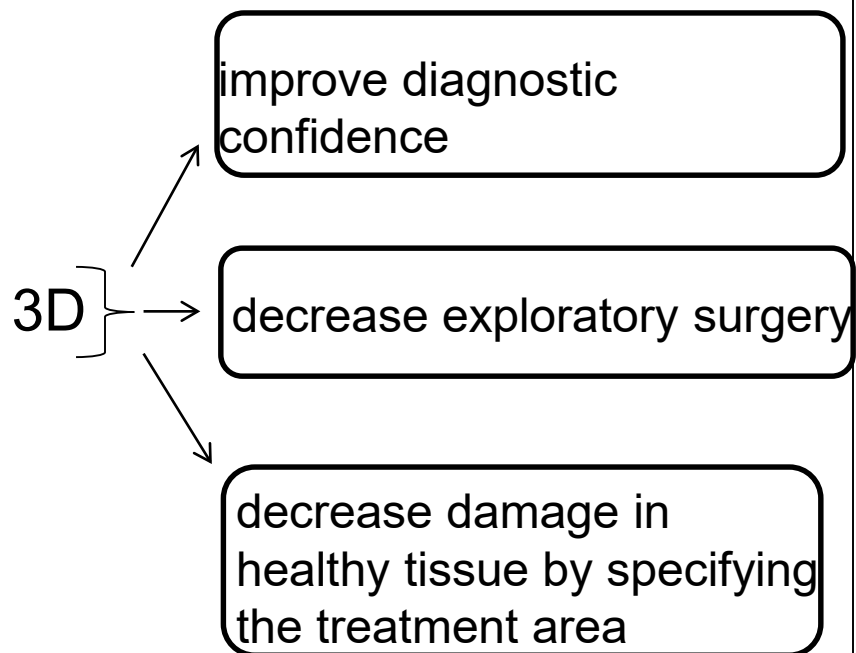 improve diagnostic
confidence
3D
decrease exploratory surgery
decrease damage in
healthy tissue by specifying
the treatment area